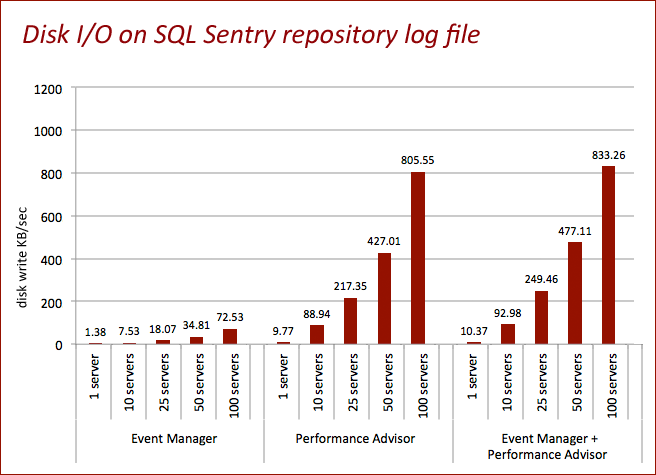 Disk I/O on SQL Sentry repository log file
disk write KB/sec
1200
1000
800
600
400
200
0
1.38
7.53
18.07
34.81
72.53
9.77
88.94
217.35
427.01
805.55
10.37
92.98
249.46
477.11
833.26
1 server
10 servers
25 servers
50 servers
100 servers
1 server
10 servers
25 servers
50 servers
100 servers
1 server
10 servers
25 servers
50 servers
100 servers
Event Manager
Performance Advisor
Event Manager +
Performance Advisor